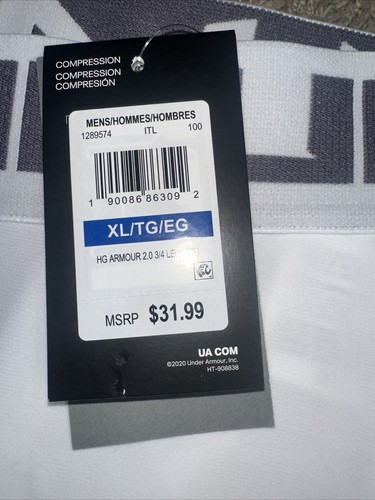 COMPRESSION
COMPRESSION
COMPRESIÓN
MENS/HOMMES/HOMBRES
1289574 ITL 100
1 90086 86309 2
XL/TG/EG
HG ARMOUR 2.0 3/4
MSRP $31.99
UA COM
©2020 Under Armour, Inc.
HT-908838